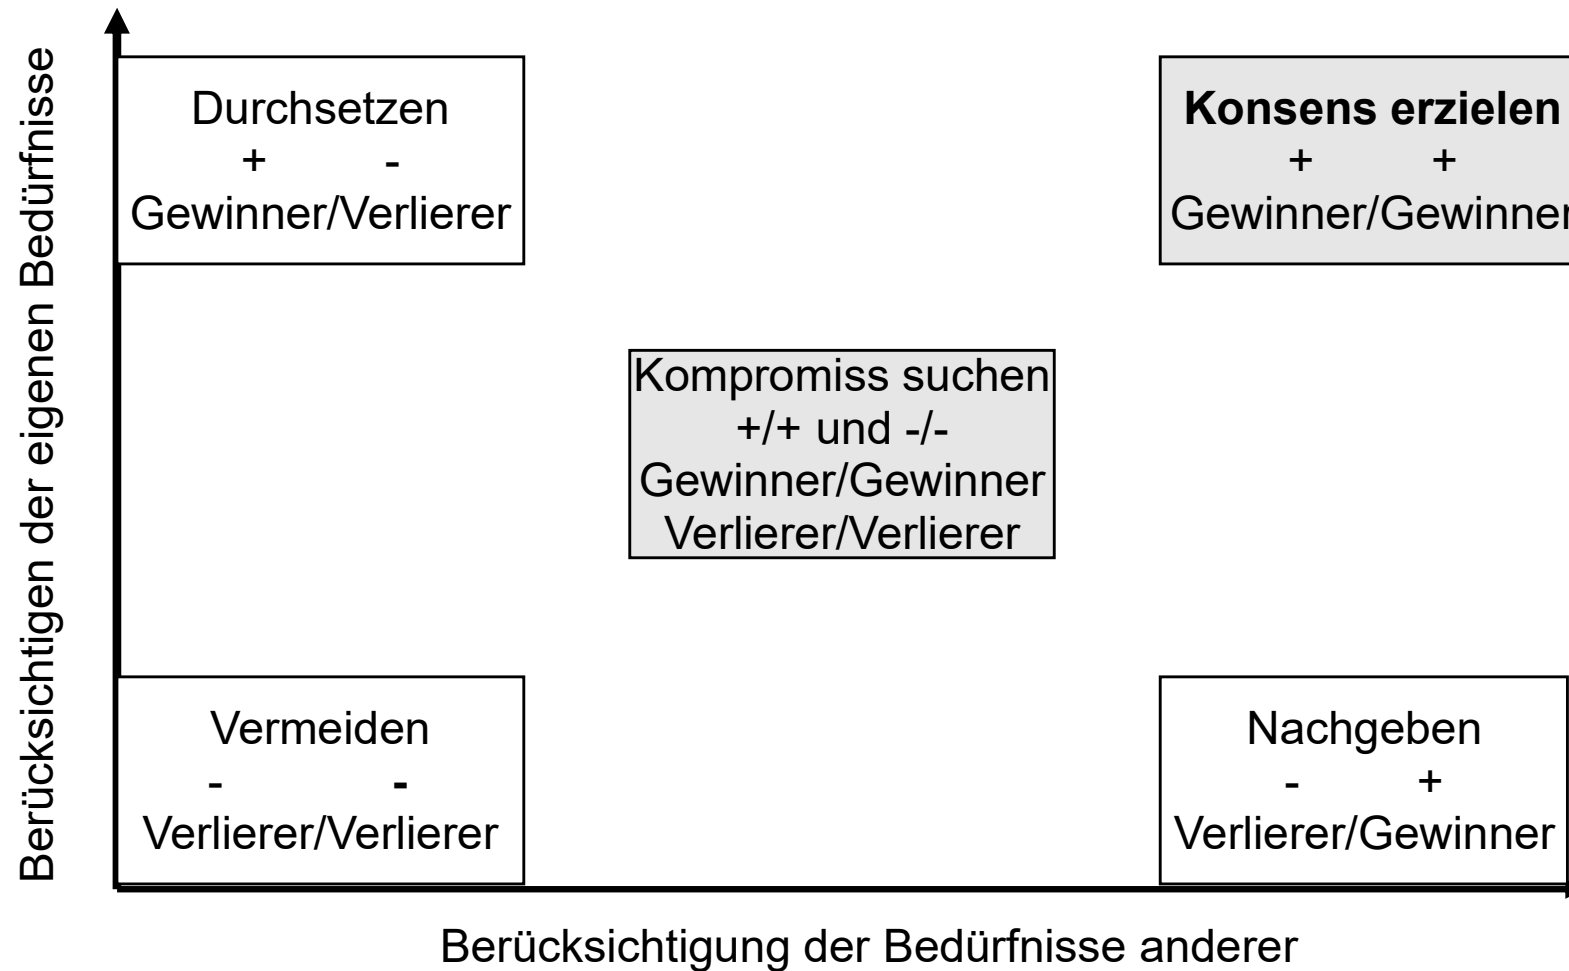 Berücksichtigen der eigenen Bedürfnisse
Durchsetzen
+ -
Gewinner/Verlierer
Konsens erzielen
+ +
Gewinner/Gewinner
Kompromiss suchen
+/+ und -/-
Gewinner/Gewinner
Verlierer/Verlierer
Vermeiden
- -
Verlierer/Verlierer
Nachgeben
- +
Verlierer/Gewinner
Berücksichtigung der Bedürfnisse anderer